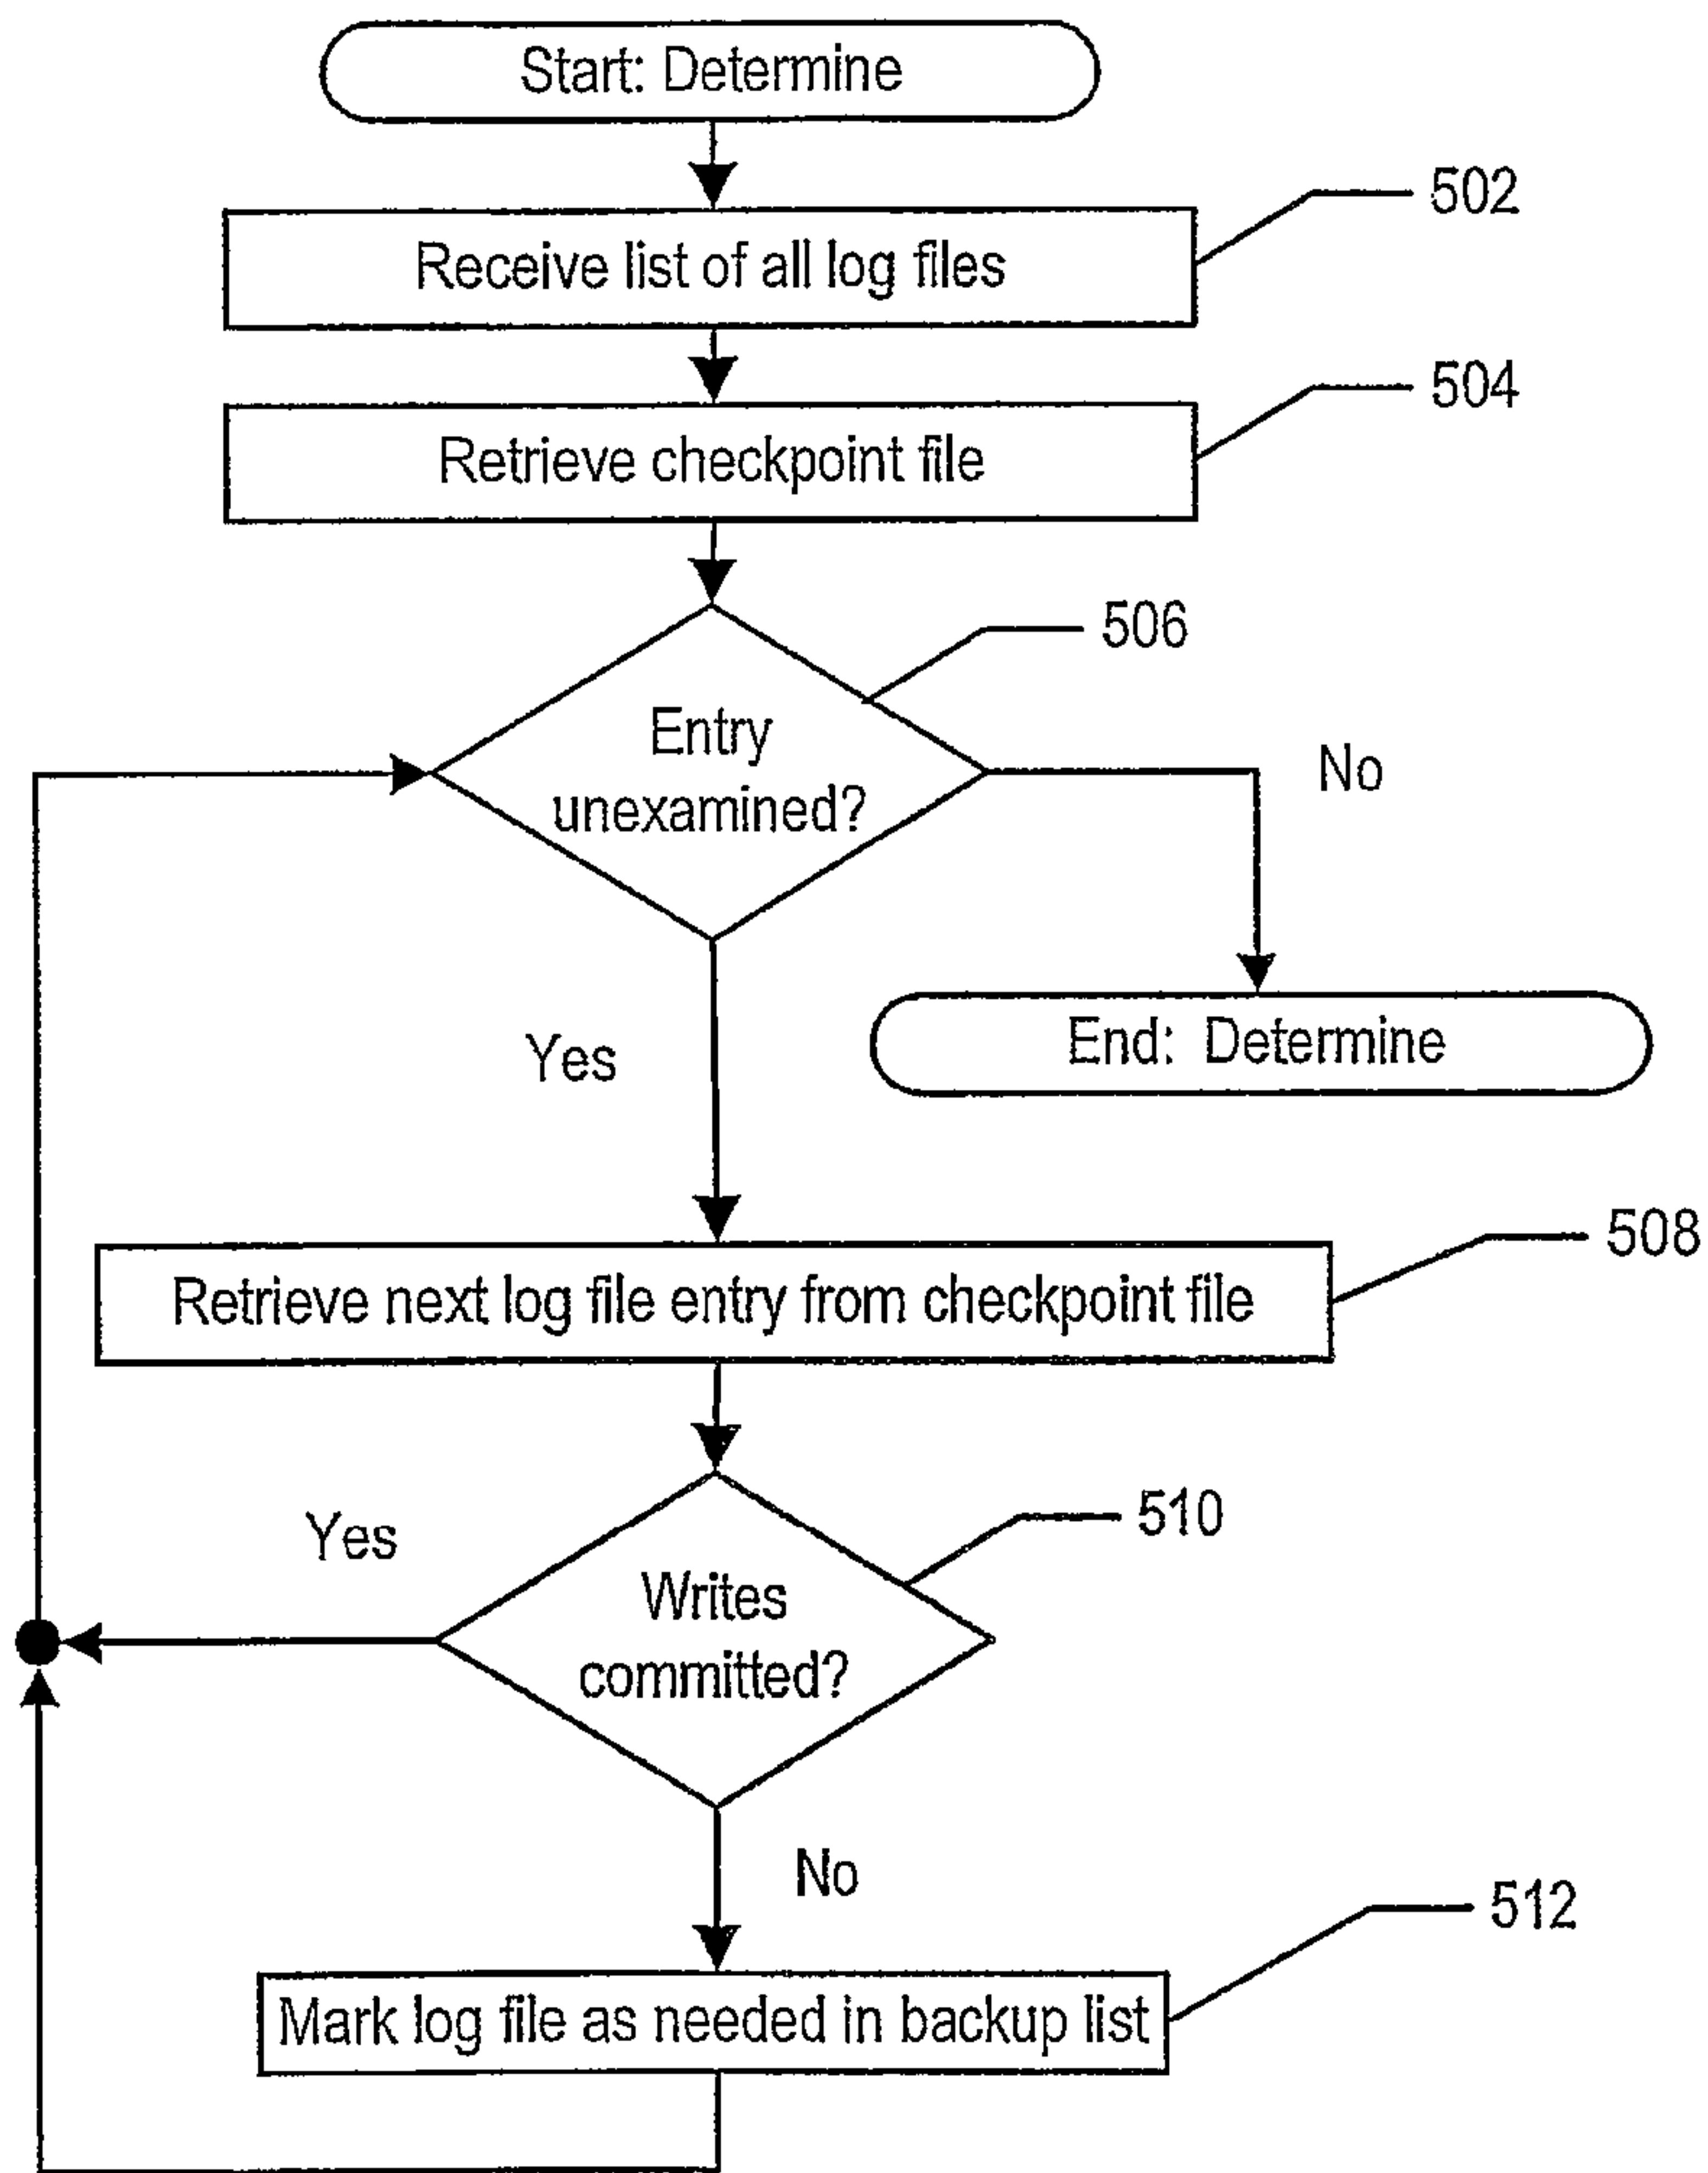 Start: Determine
502
Receive list of all log files
504
Retrieve checkpoint file
506
Entry
unexamined?
No
End: Determine
Yes
508
Retrieve next log file entry from checkpoint file
510
Yes
Writes
committed?
No
512
Mark log file as needed in backup list